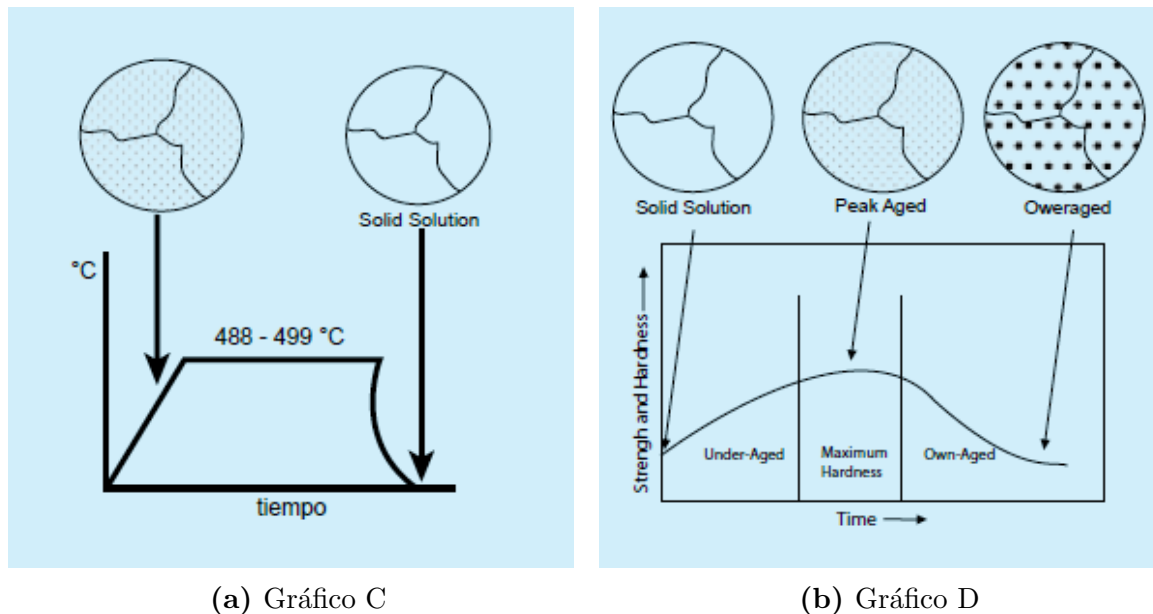 Solid Solution
°C
488 - 499 °C
tiempo
(a) Gráfico C
Solid Solution
Peak Aged
Oweraged
Strengh and Hardness
Under-Aged
Maximum
Hardness
Own-Aged
Time
(b) Gráfico D